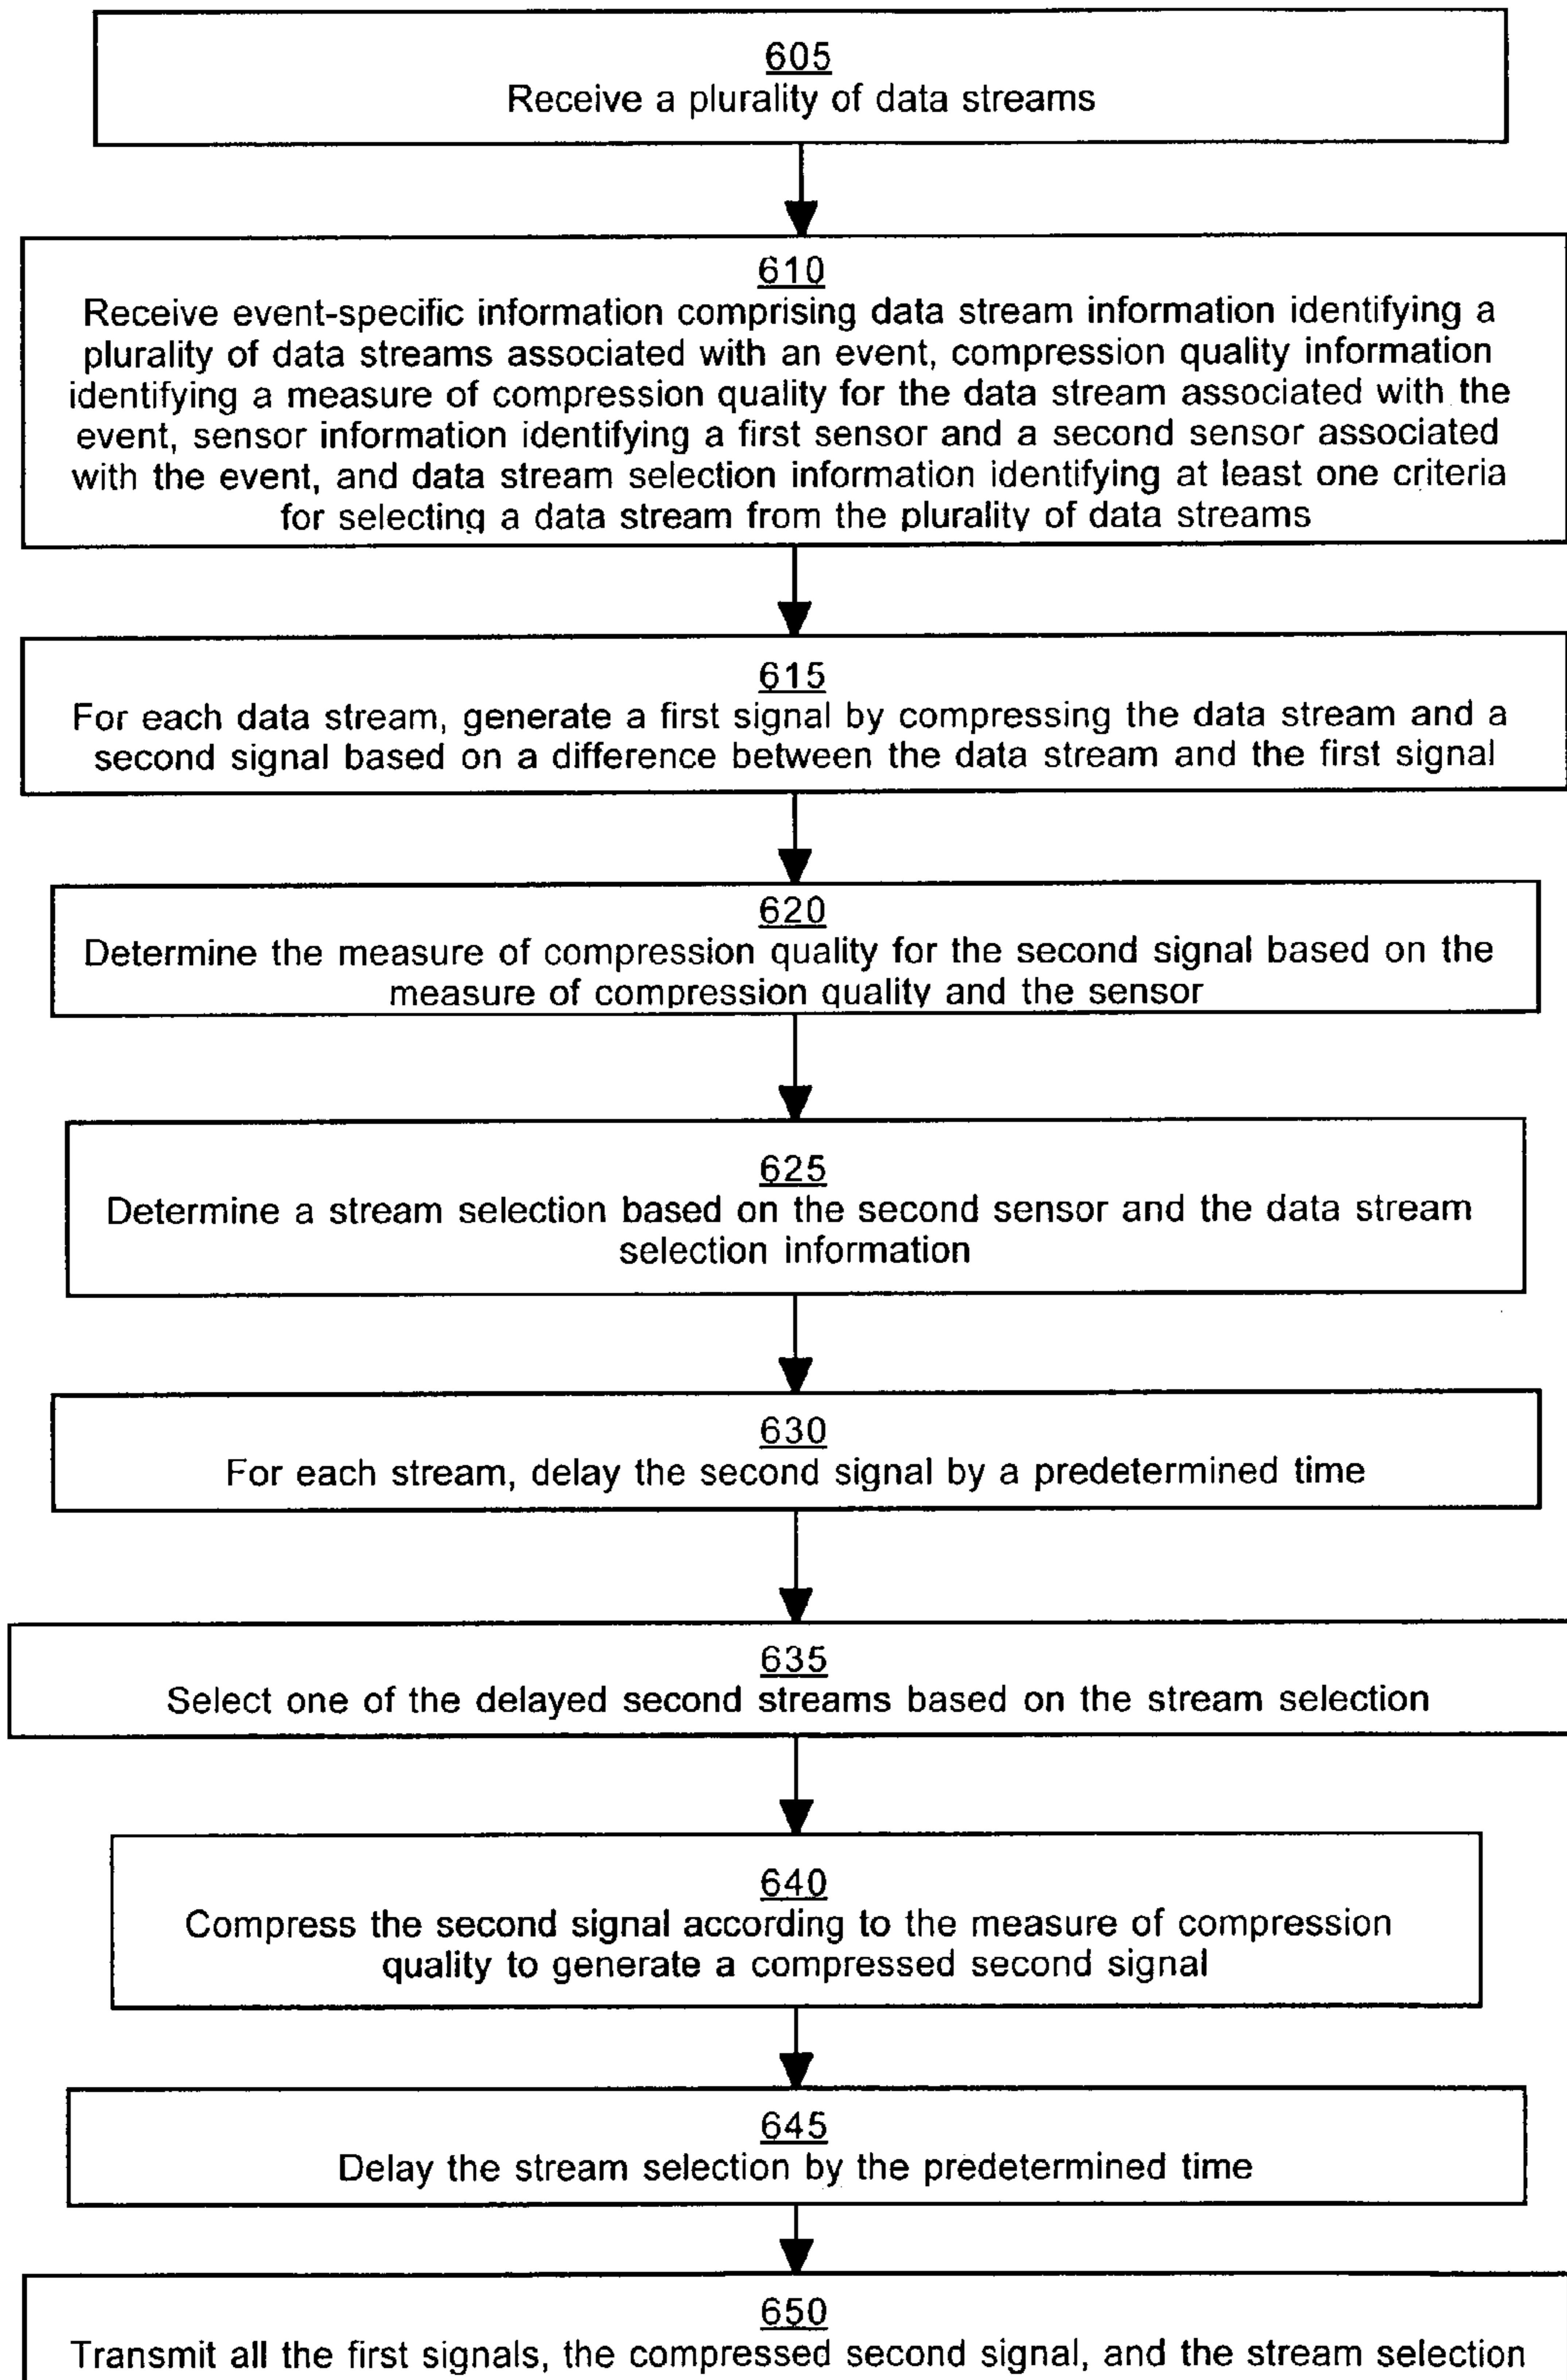 605
Receive a plurality of data streams
610
Receive event-specific information comprising data stream information identifying a
plurality of data streams associated with an event, compression quality information
identifying a measure of compression quality for the data stream associated with the
event, sensor information identifying a first sensor and a second sensor associated
with the event, and data stream selection information identifying at least one criteria
for selecting a data stream from the plurality of data streams
615
For each data stream, generate a first signal by compressing the data stream and a
second signal based on a difference between the data stream and the first signal
620
Determine the measure of compression quality for the second signal based on the
measure of compression quality and the sensor
625
Determine a stream selection based on the second sensor and the data stream
selection information
630
For each stream, delay the second signal by a predetermined time
635
Select one of the delayed second streams based on the stream selection
640
Compress the second signal according to the measure of compression
quality to generate a compressed second signal
645
Delay the stream selection by the predetermined time
650
Transmit all the first signals, the compressed second signal, and the stream selection